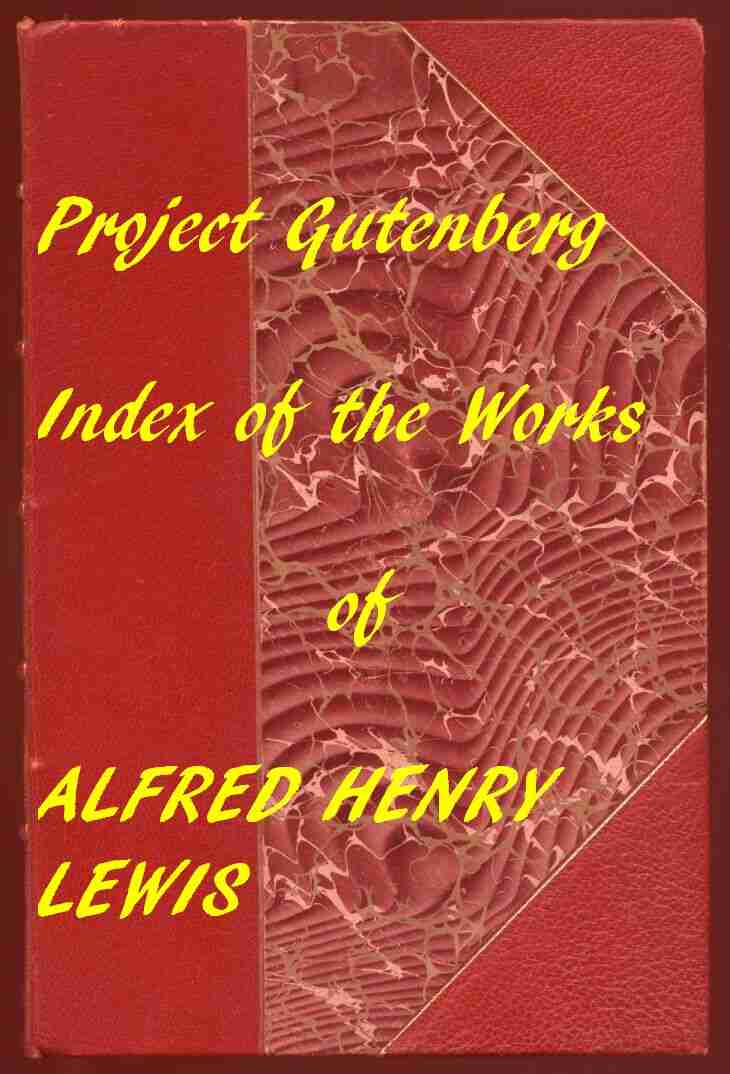 Project Gutenberg
Index of the Works
of
ALFRED HENRY
LEWIS